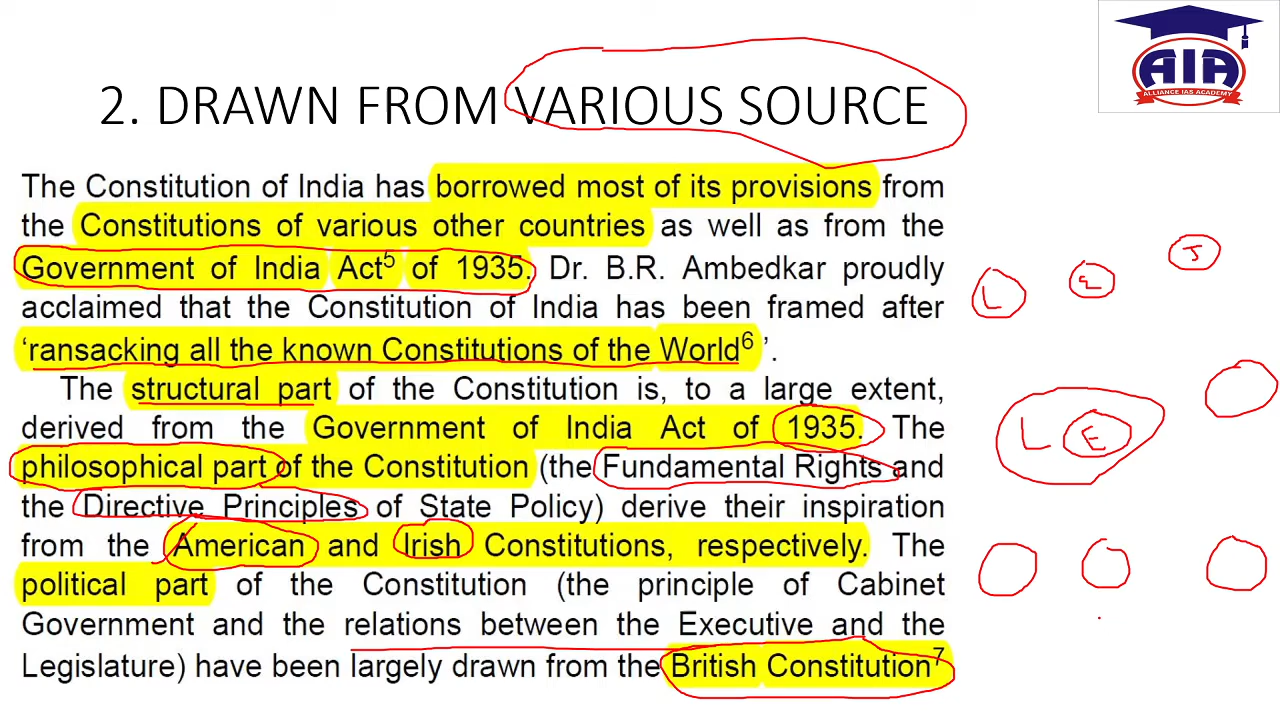 AIA
ALLIANCE IAS ACADEMY
2. DRAWN FROM VARIOUS SOURCE
The Constitution of India has borrowed most of its provisions from
the Constitutions of various other countries as well as from the
Government of India Act5 of 1935. Dr. B.R. Ambedkar proudly
acclaimed that the Constitution of India has been framed after
‘ransacking all the known Constitutions of the World6 ’.
The structural part of the Constitution is, to a large extent,
derived from the Government of India Act of 1935. The
philosophical part of the Constitution (the Fundamental Rights and
the Directive Principles of State Policy) derive their inspiration
from the American and Irish Constitutions, respectively. The
political part of the Constitution (the principle of Cabinet
Government and the relations between the Executive and the
Legislature) have been largely drawn from the British Constitution7
L
J
L E